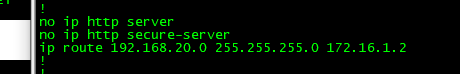 !
no ip http server
no ip http secure-server
ip route 192.168.20.0 255.255.255.0 172.16.1.2
!
!